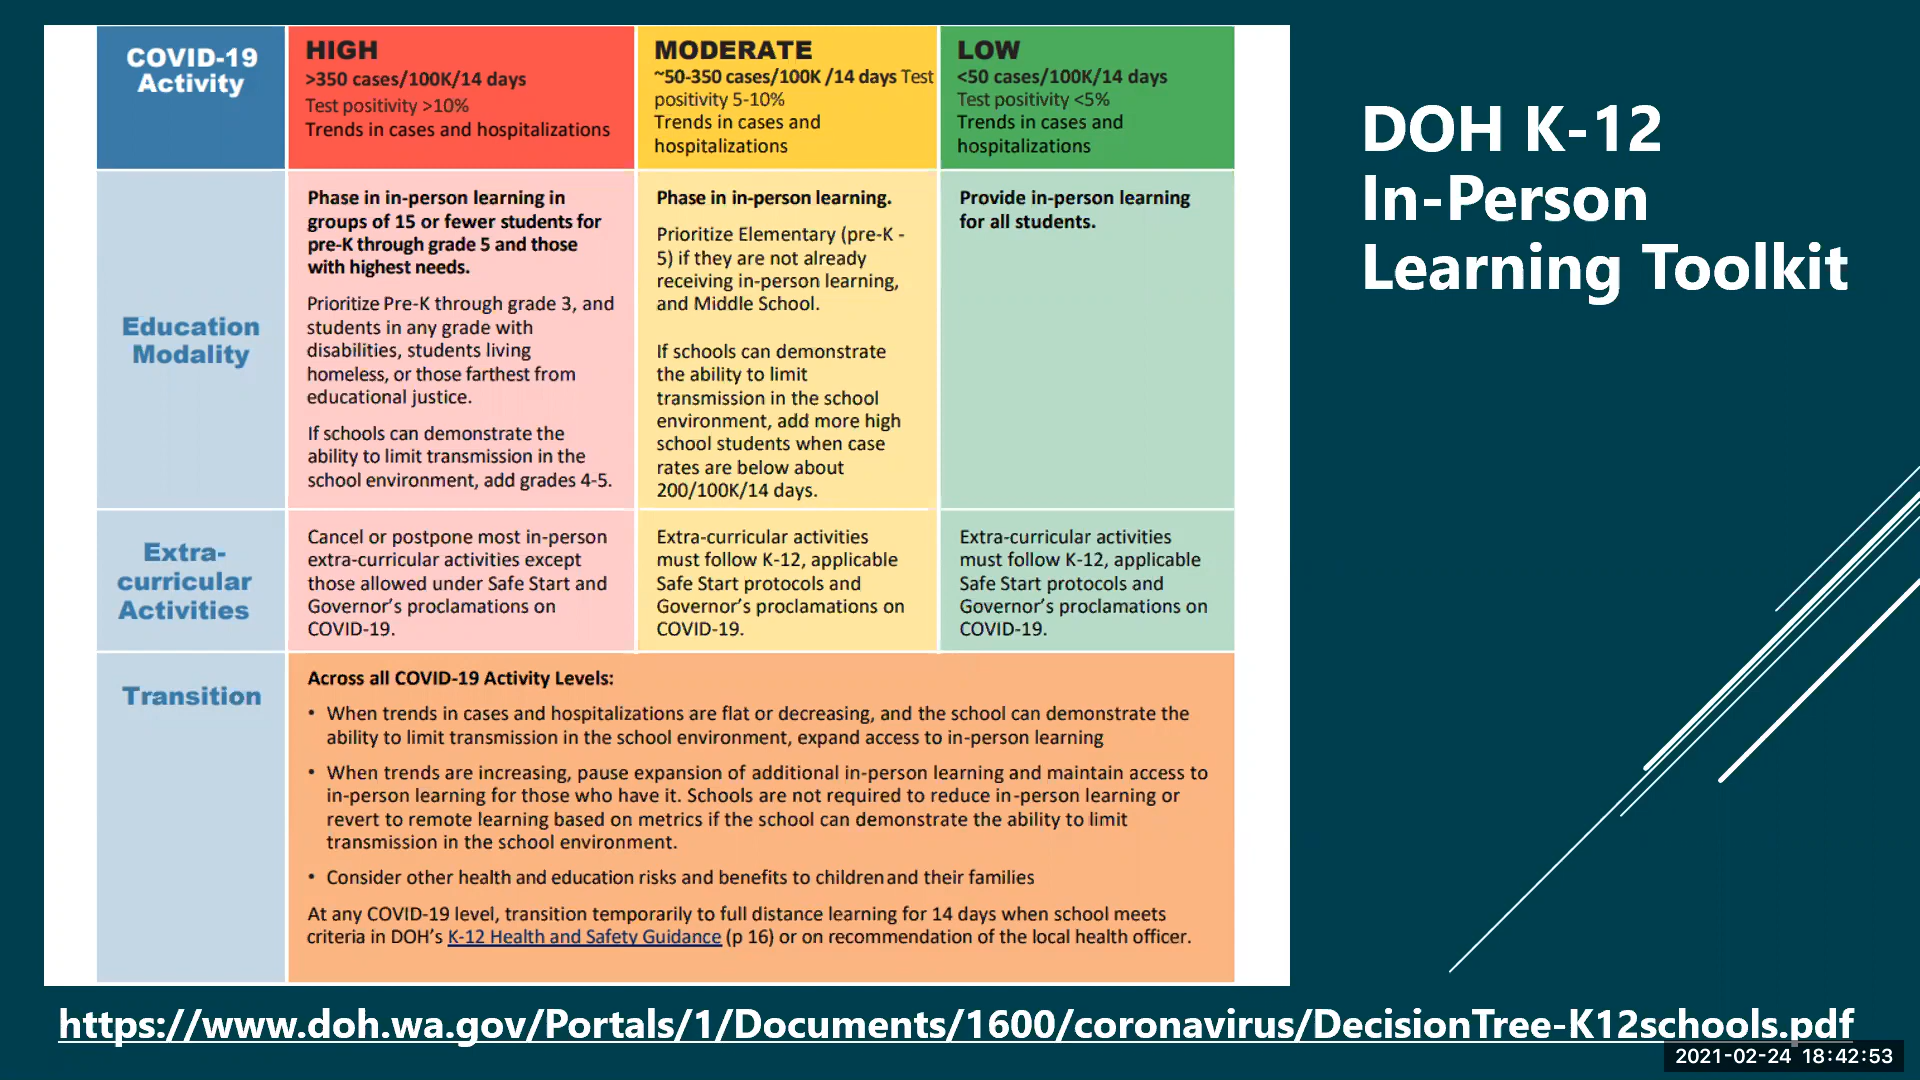 COVID-19
Activity
HIGH
>350 cases/100K/14 days
Test positivity >10%
Trends in cases and hospitalizations
MODERATE
~50-350 cases/100K /14 days Test
positivity 5-10%
Trends in cases and
hospitalizations
LOW
<50 cases/100K/14 days
Test positivity <5%
Trends in cases and
hospitalizations
Education
Modality
Phase in in-person learning in
groups of 15 or fewer students for
pre-K through grade 5 and those
with highest needs.
Prioritize Pre-K through grade 3, and
students in any grade with
disabilities, students living
homeless, or those farthest from
educational justice.
If schools can demonstrate the
ability to limit transmission in the
school environment, add grades 4-5.
Phase in in-person learning.
Prioritize Elementary (pre-K -
5) if they are not already
receiving in-person learning,
and Middle School.
If schools can demonstrate
the ability to limit
transmission in the school
environment, add more high
school students when case
rates are below about
200/100K/14 days.
Provide in-person learning
for all students.
Extra-
curricular
Activities
Cancel or postpone most in-person
extra-curricular activities except
those allowed under Safe Start and
Governor's proclamations on
COVID-19.
Extra-curricular activities
must follow K-12, applicable
Safe Start protocols and
Governor's proclamations on
COVID-19.
Extra-curricular activities
must follow K-12, applicable
Safe Start protocols and
Governor's proclamations on
COVID-19.
Transition
Across all COVID-19 Activity Levels:
• When trends in cases and hospitalizations are flat or decreasing, and the school can demonstrate the
ability to limit transmission in the school environment, expand access to in-person learning
• When trends are increasing, pause expansion of additional in-person learning and maintain access to
in-person learning for those who have it. Schools are not required to reduce in-person learning or
revert to remote learning based on metrics if the school can demonstrate the ability to limit
transmission in the school environment.
• Consider other health and education risks and benefits to children and their families
At any COVID-19 level, transition temporarily to full distance learning for 14 days when school meets
criteria in DOH's K-12 Health and Safety Guidance (p 16) or on recommendation of the local health officer.
DOH K-12
In-Person
Learning Toolkit
https://www.doh.wa.gov/Portals/1/Documents/1600/coronavirus/DecisionTree-K12schools.pdf
2021-02-24 18:42:53